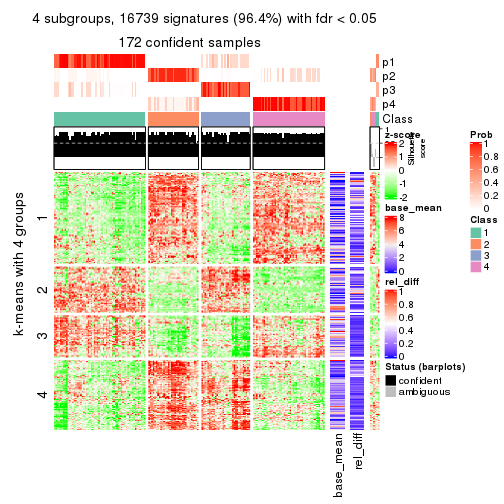 4 subgroups, 16739 signatures (96.4%) with fdr < 0.05
172 confident samples
p1
p2
p3
p4
Class
1
Silhouette
score
k-means with 4 groups
1
2
3
4
base_mean
rel_diff
z-score
2
1
0
-1
-2
base_mean
8
6
4
2
0
rel_diff
1
0.8
0.6
0.4
0.2
0
Status (barplots)
confident
ambiguous
Prob
1
0.8
0.6
0.4
0.2
0
Class
1
2
3
4